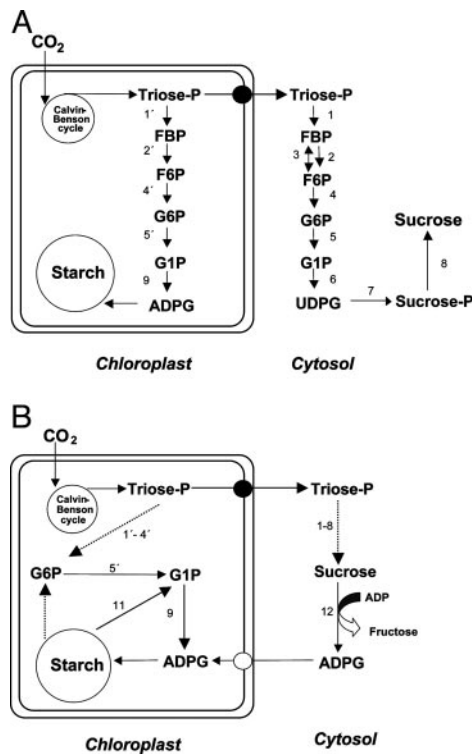 A
CO2
Calvin-
Benson
cycle
Triose-P
Triose-P
1´
1
FBP
FBP
2´
3
2
F6P
F6P
4´
4
G6P
G6P
Sucrose
5´
5
8
Starch
G1P
G1P
9
6
ADPG
UDPG
7
Sucrose-P
Chloroplast
Cytosol
B
CO2
Calvin-
Benson
cycle
Triose-P
Triose-P
1´- 4´
1-8
G6P
5´
G1P
Sucrose
11
9
12
ADP
Fructose
Starch
ADPG
ADPG
Chloroplast
Cytosol